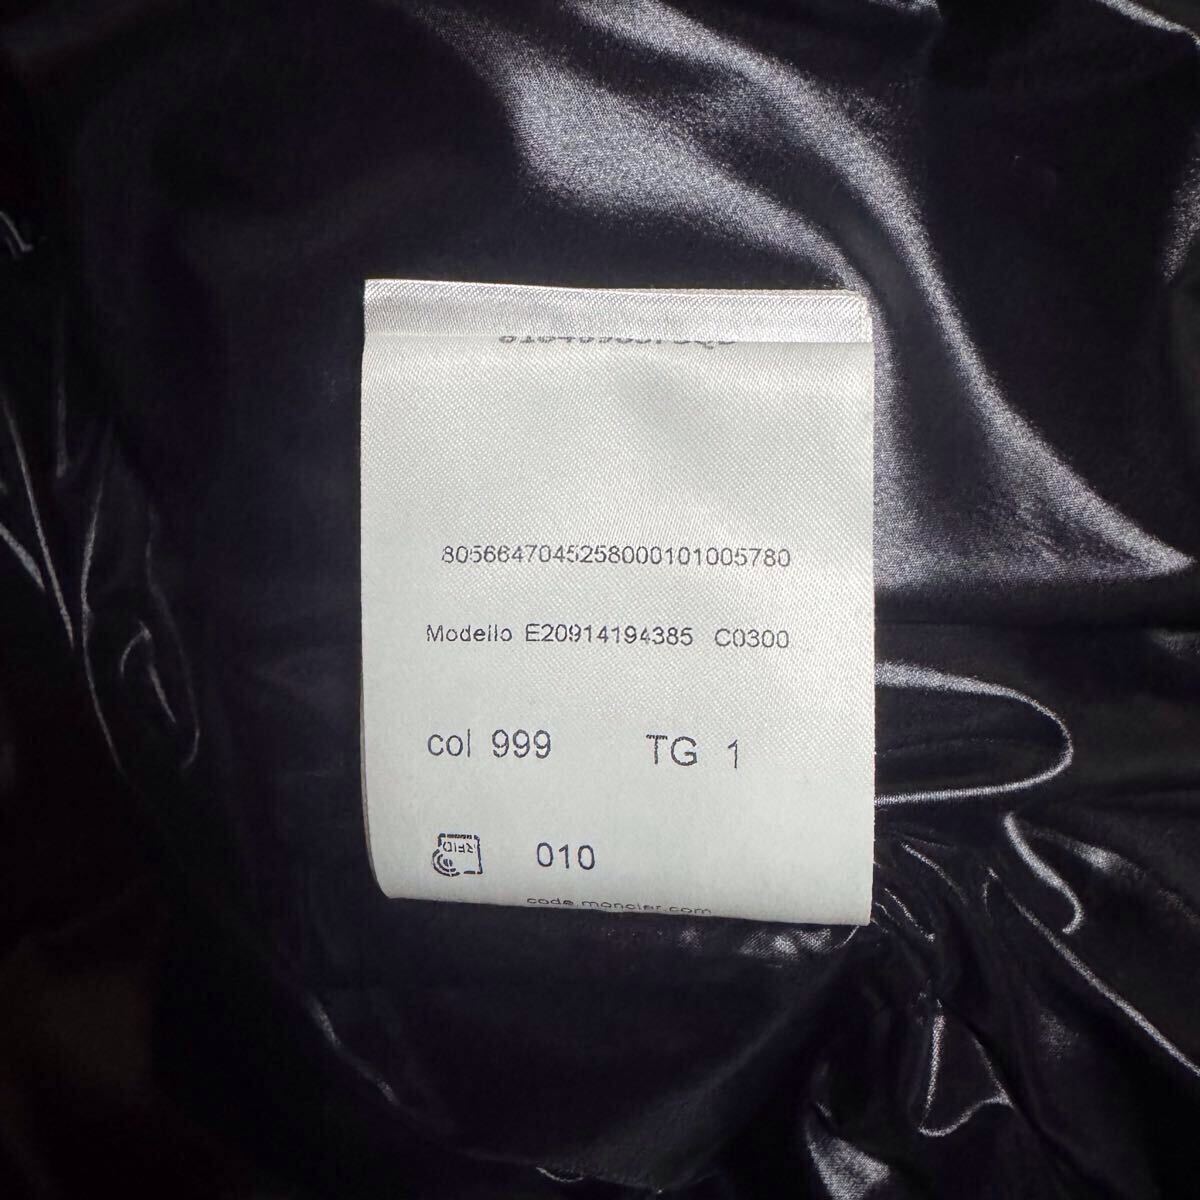 8056647045258000101005780
Modello E20914194385 C0300
col 999 TG 1
RFID 010
code.moncler.com